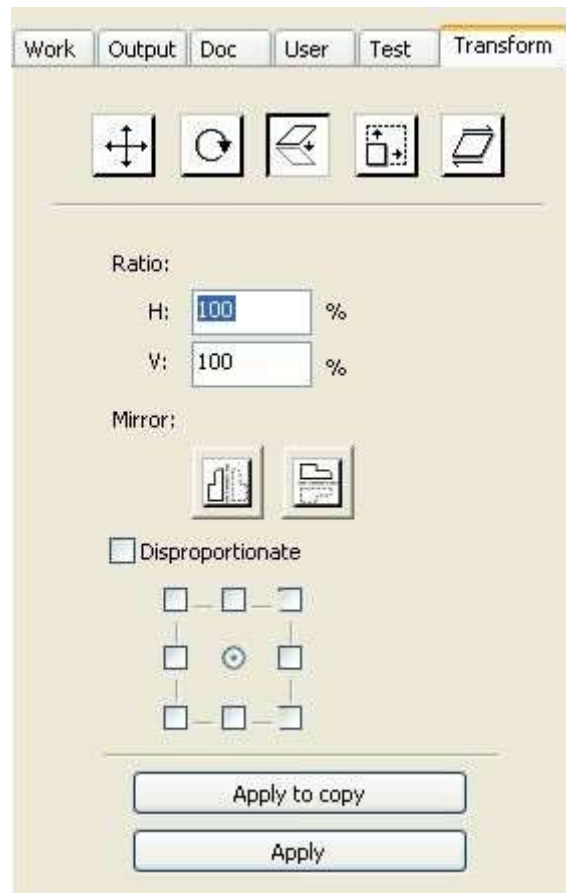 Work Output Doc User Test Transform
Ratio:
H: 100 %
V: 100 %
Mirror:
Disproportionate
Apply to copy
Apply